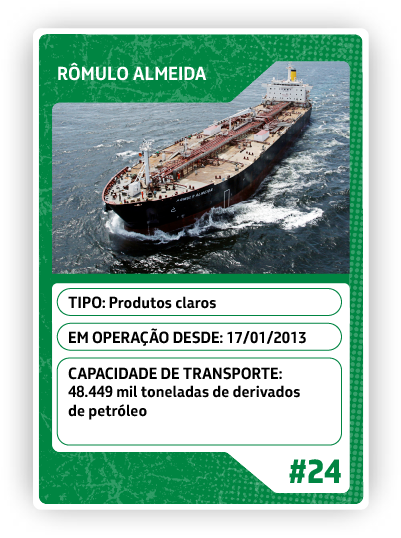 RÔMULO ALMEIDA
TIPO: Produtos claros
EM OPERAÇÃO DESDE: 17/01/2013
CAPACIDADE DE TRANSPORTE:
48.449 mil toneladas de derivados
de petróleo
#24